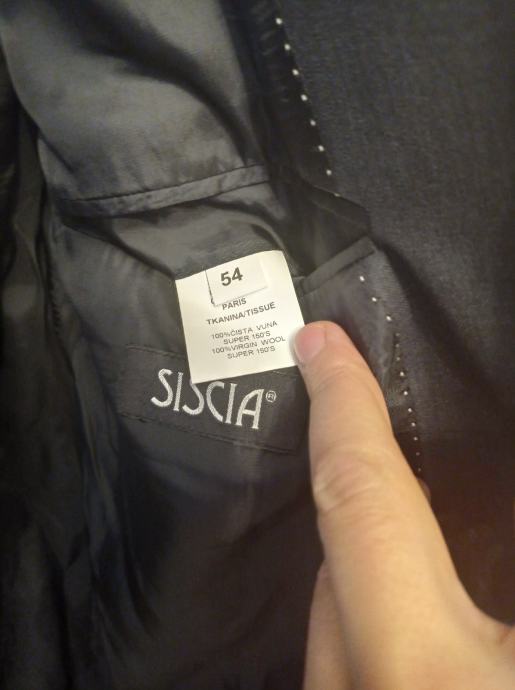 54
PARIS
TKANINA/TISSUE
100%ČISTA VUNA
SUPER 150'S
100%VIRGIN WOOL
SUPER 150'S
SISCIA®